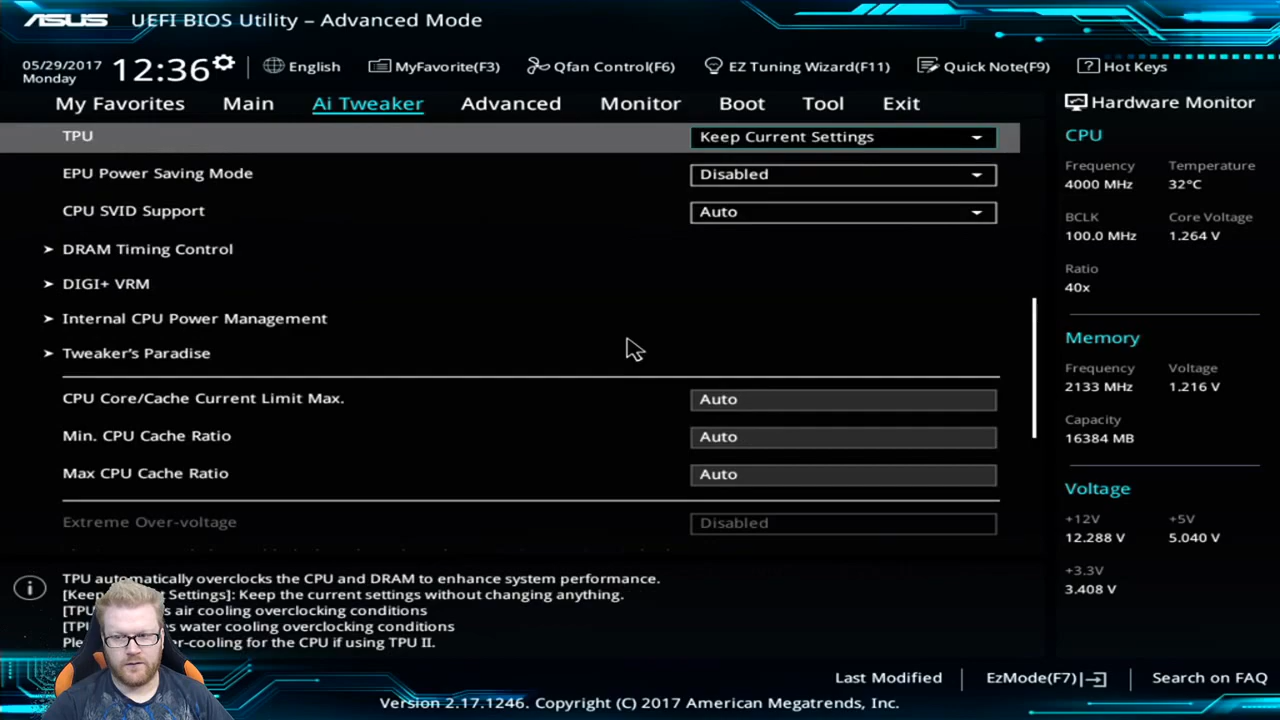 ASUS UEFI BIOS Utility – Advanced Mode
05/29/2017
Monday
12:36
English
MyFavorite(F3)
Qfan Control(F6)
EZ Tuning Wizard(F11)
Quick Note(F9)
? Hot Keys
My Favorites Main Ai Tweaker Advanced Monitor Boot Tool Exit
TPU Keep Current Settings
EPU Power Saving Mode Disabled
CPU SVID Support Auto
> DRAM Timing Control
> DIGI+ VRM
> Internal CPU Power Management
> Tweaker's Paradise
CPU Core/Cache Current Limit Max. Auto
Min. CPU Cache Ratio Auto
Max CPU Cache Ratio Auto
Extreme Over-voltage Disabled
Hardware Monitor
CPU
Frequency Temperature
4000 MHz 32°C
BCLK Core Voltage
100.0 MHz 1.264 V
Ratio
40x
Memory
Frequency Voltage
2133 MHz 1.216 V
Capacity
16384 MB
Voltage
+12V +5V
12.288 V 5.040 V
+3.3V
3.408 V
i
TPU automatically overclocks the CPU and DRAM to enhance system performance.
[Keep Settings]: Keep the current settings without changing anything.
[TPU air cooling overclocking conditions
[TPU water cooling overclocking conditions
-cooling for the CPU if using TPU II.
Last Modified
EzMode(F7)
Search on FAQ
Version 2.17.1246. Copyright (C) 2017 American Megatrends, Inc.